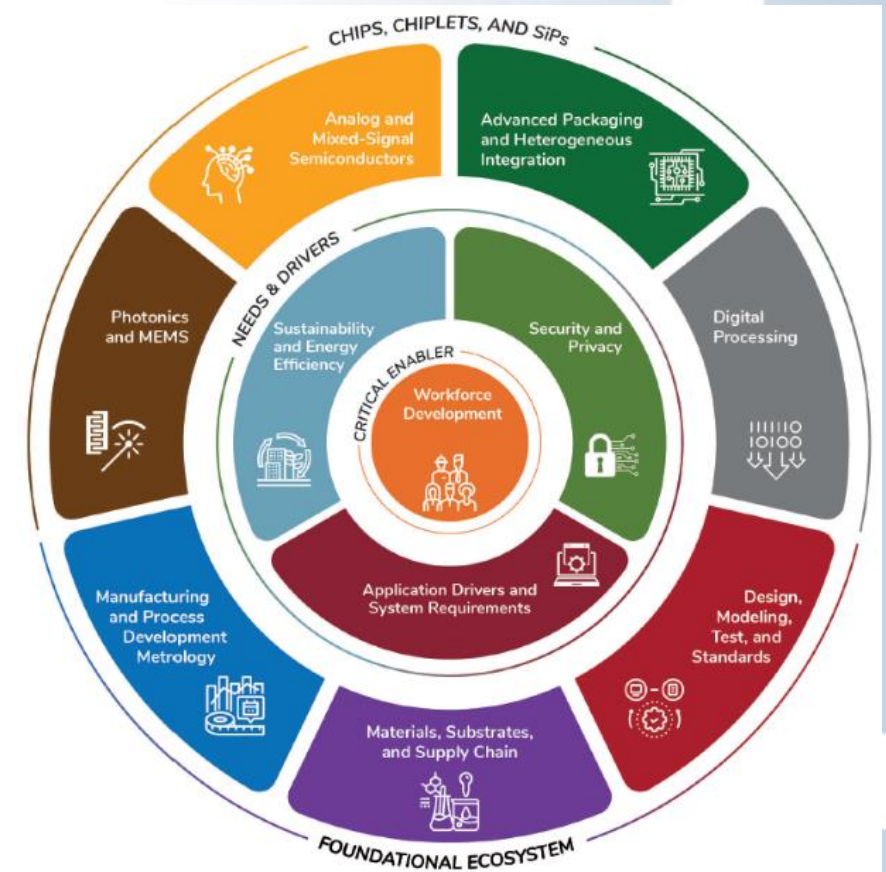 CHIPS, CHIPLETS, AND SiPs
Analog and
Mixed-Signal
Semiconductors
Advanced Packaging
and Heterogeneous
Integration
Photonics
and MEMS
Digital
Processing
111110
10100
NEEDS & DRIVERS
Sustainability
and Energy
Efficiency
Security and
Privacy
CRITICAL ENABLER
Workforce
Development
Application Drivers and
System Requirements
Manufacturing
and Process
Development
Metrology
Design,
Modeling,
Test, and
Standards
Materials, Substrates,
and Supply Chain
FOUNDATIONAL ECOSYSTEM